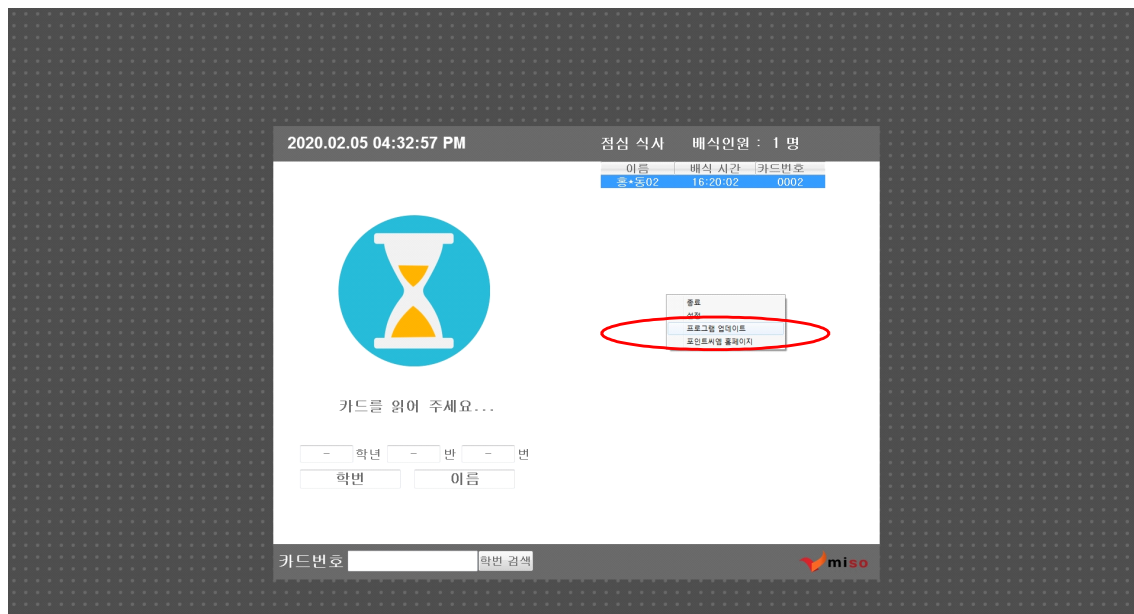 2020.02.05 04:32:57 PM 점심 식사 배식인원 : 1 명
이름 배식 시간 카드번호
홍*동02 16:20:02 0002
종료
설정
프로그램 업데이트
포인트씨앰 홈페이지
카드를 읽어 주세요...
- 학년 - 반 - 번
학번 이름
카드번호 학번 검색 miso